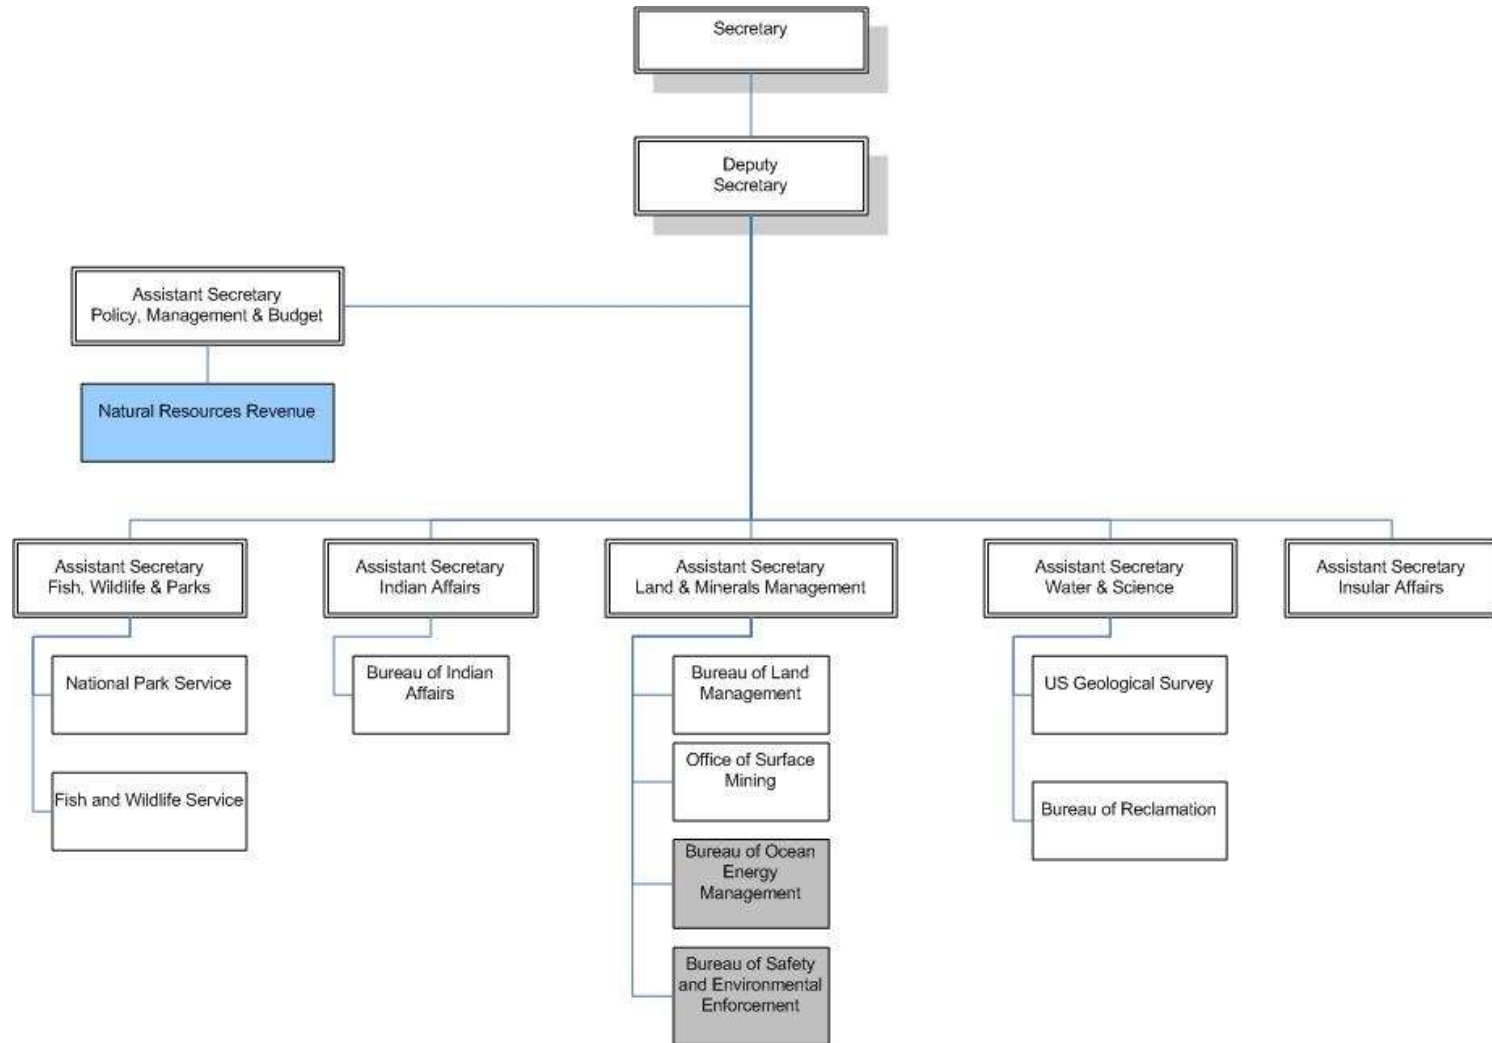 Secretary
Deputy
Secretary
Assistant Secretary
Policy, Management & Budget
Natural Resources Revenue
Assistant Secretary
Fish, Wildlife & Parks
Assistant Secretary
Indian Affairs
Assistant Secretary
Land & Minerals Management
Assistant Secretary
Water & Science
Assistant Secretary
Insular Affairs
National Park Service
Fish and Wildlife Service
Bureau of Indian
Affairs
Bureau of Land
Management
Office of Surface
Mining
Bureau of Ocean
Energy
Management
Bureau of Safety
and Environmental
Enforcement
US Geological Survey
Bureau of Reclamation